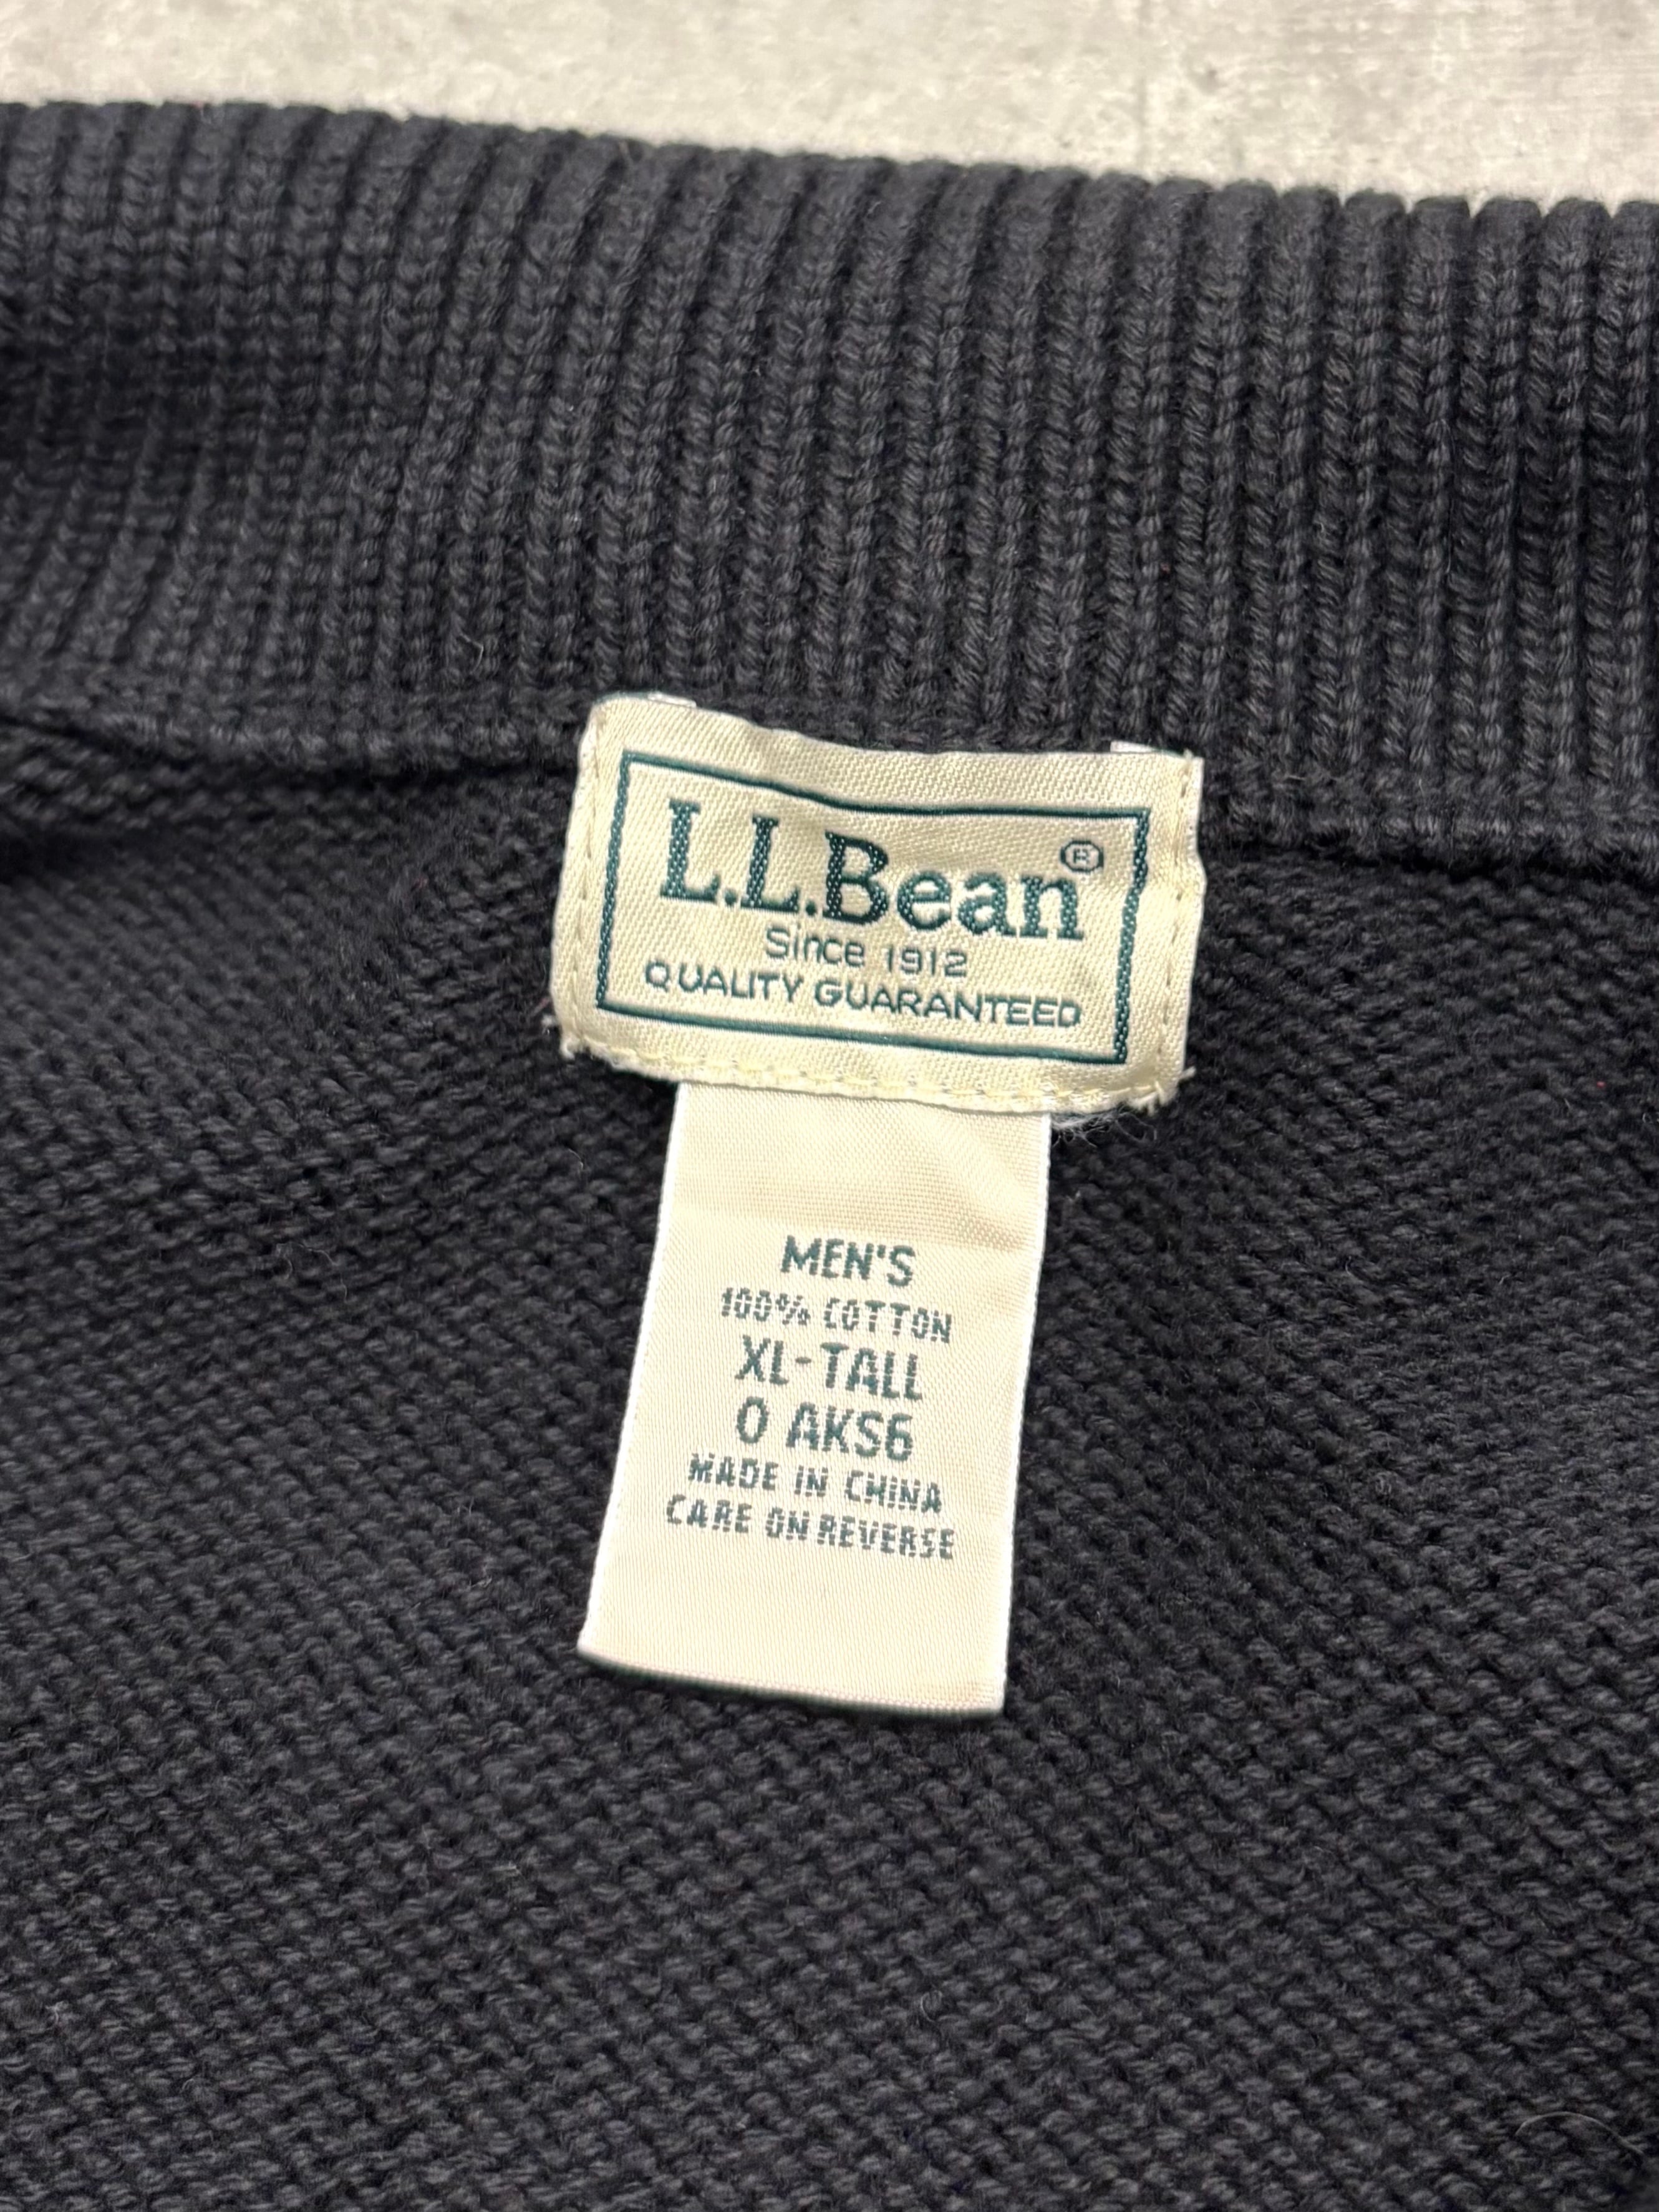 L.L.Bean®
Since 1912
QUALITY GUARANTEED
MEN'S
100% COTTON
XL-TALL
0 AKS6
MADE IN CHINA
CARE ON REVERSE